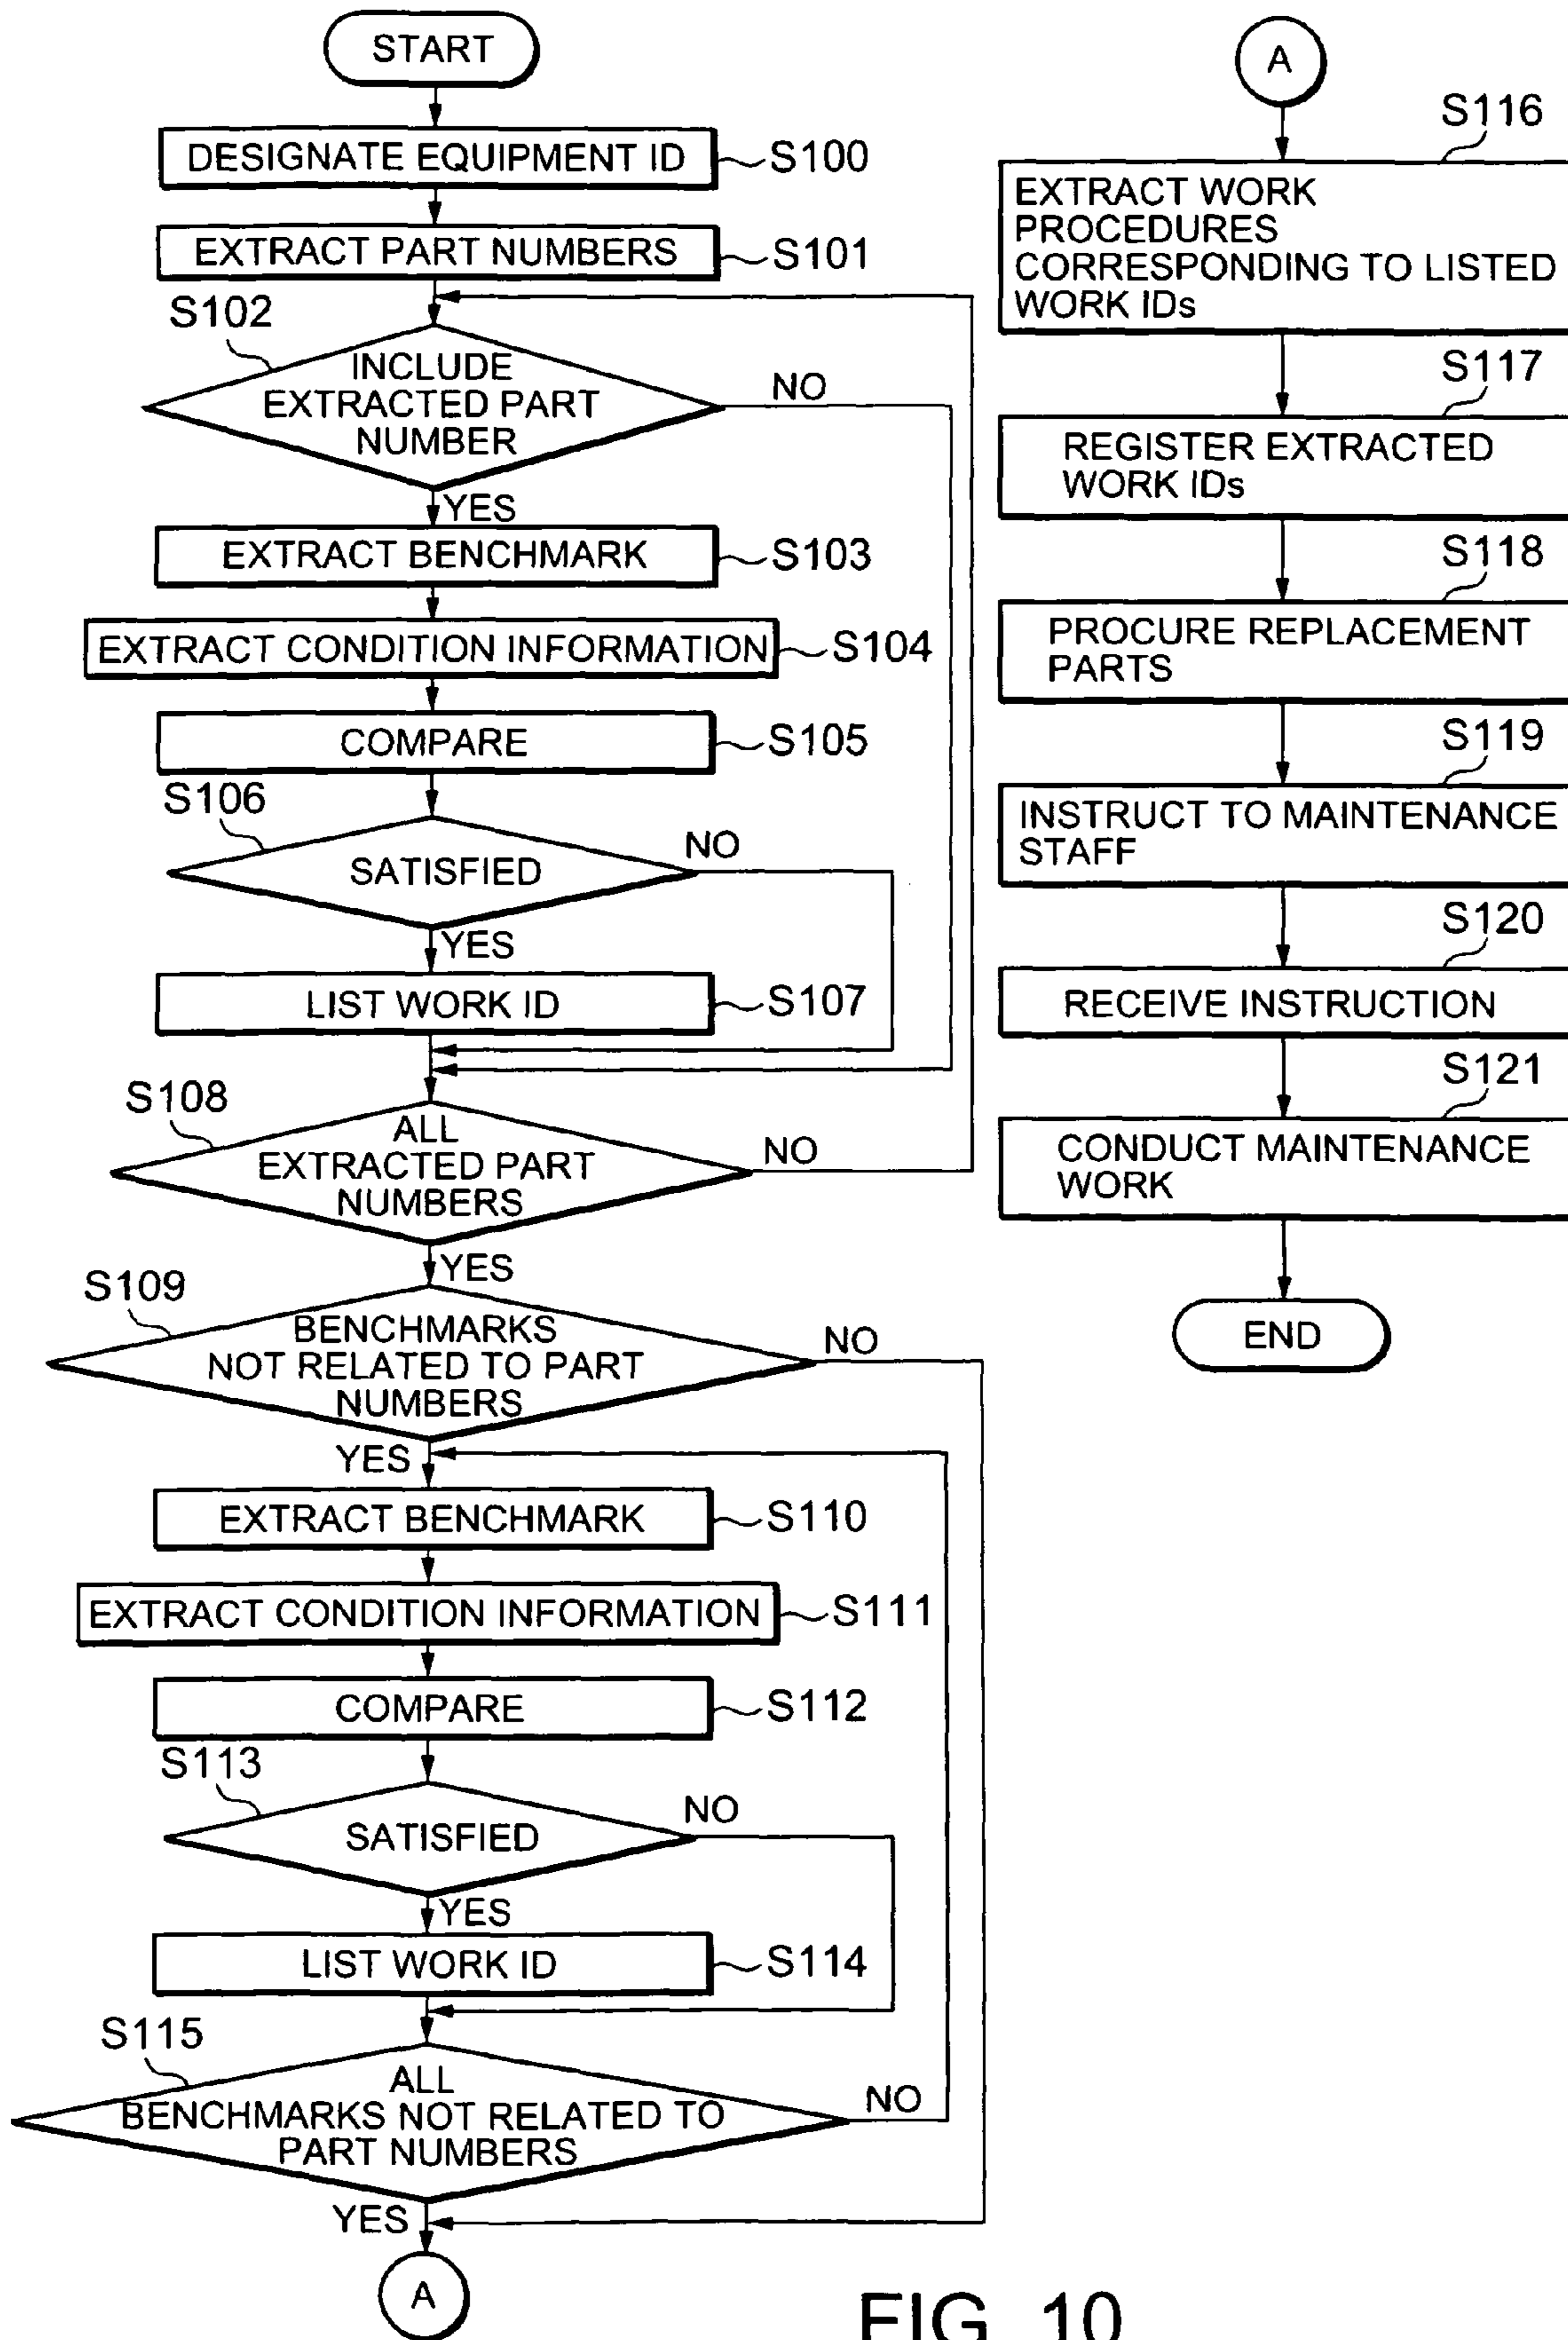 START
DESIGNATE EQUIPMENT ID
S100
EXTRACT PART NUMBERS
S101
S102
INCLUDE
EXTRACTED PART
NUMBER
NO
YES
EXTRACT BENCHMARK
S103
EXTRACT CONDITION INFORMATION
S104
COMPARE
S105
S106
SATISFIED
NO
YES
LIST WORK ID
S107
S108
ALL
EXTRACTED PART
NUMBERS
NO
YES
S109
BENCHMARKS
NOT RELATED TO PART
NUMBERS
NO
YES
EXTRACT BENCHMARK
S110
EXTRACT CONDITION INFORMATION
S111
COMPARE
S112
S113
SATISFIED
NO
YES
LIST WORK ID
S114
S115
ALL
BENCHMARKS NOT RELATED TO
PART NUMBERS
NO
YES
A
A
S116
EXTRACT WORK
PROCEDURES
CORRESPONDING TO LISTED
WORK IDs
S117
REGISTER EXTRACTED
WORK IDs
S118
PROCURE REPLACEMENT
PARTS
S119
INSTRUCT TO MAINTENANCE
STAFF
S120
RECEIVE INSTRUCTION
S121
CONDUCT MAINTENANCE
WORK
END
FIG. 10